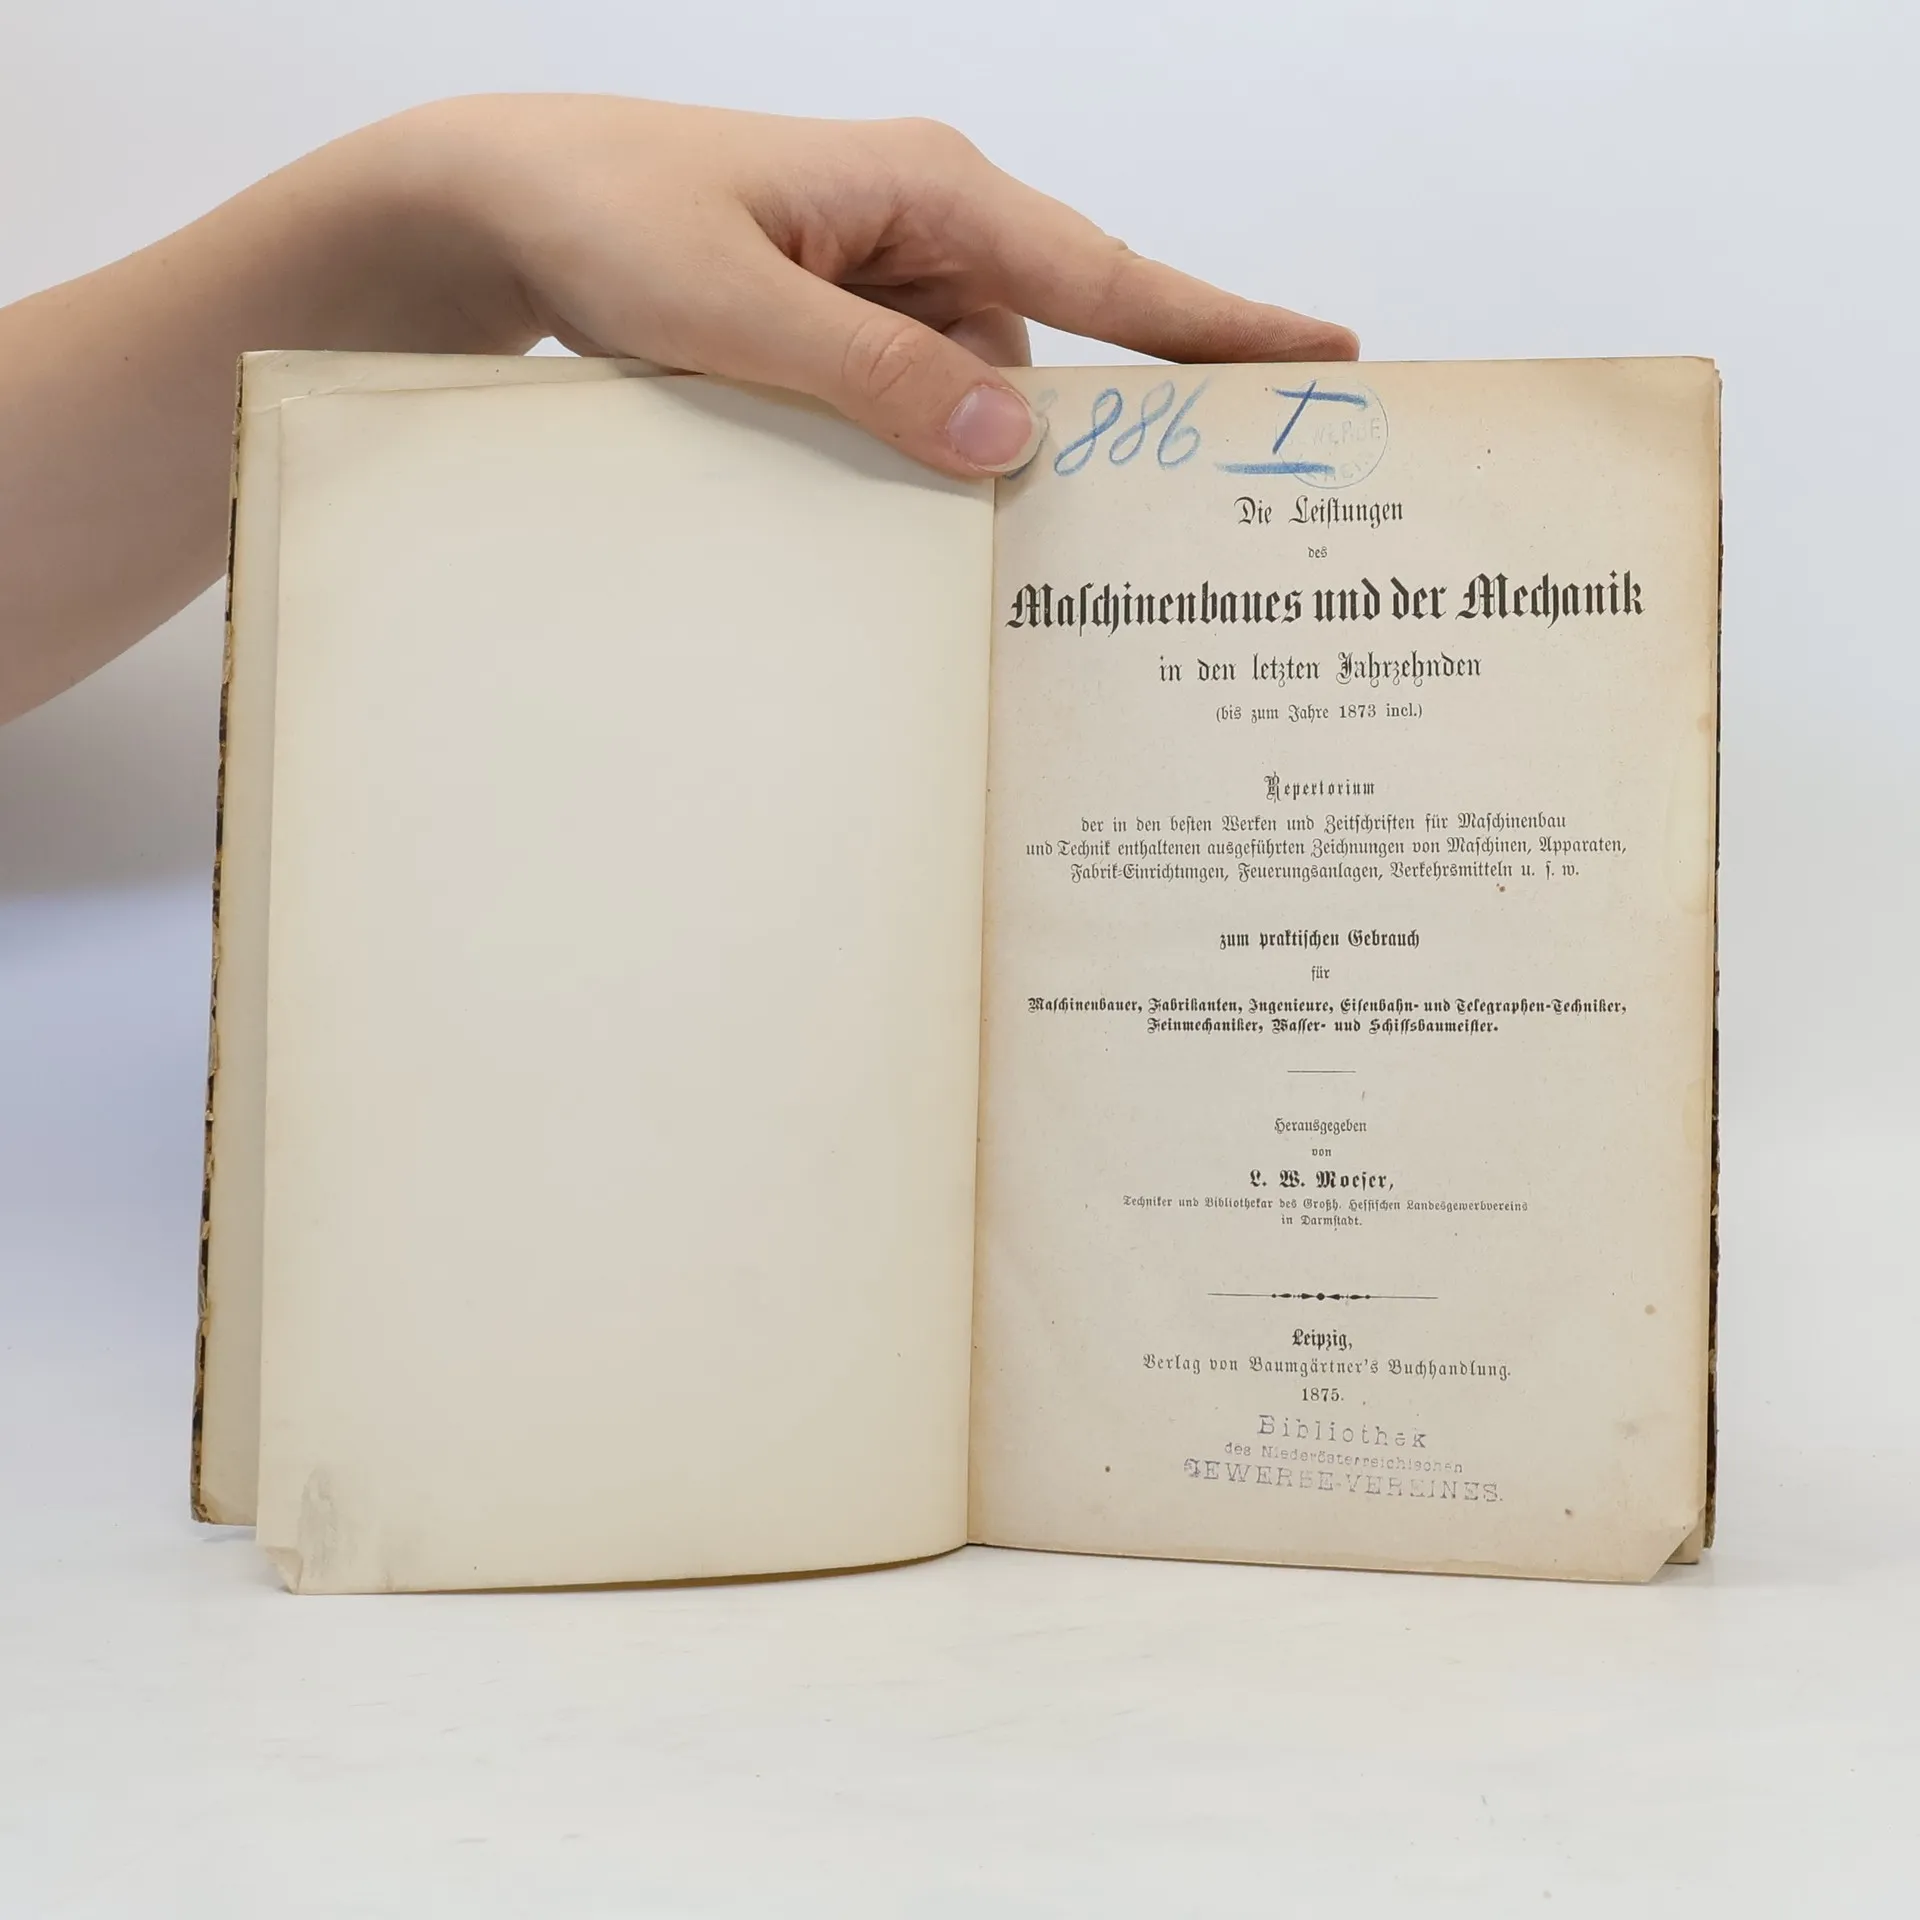 886 I
Die Leiſtungen
des
Maſchinenbaues und der Mechanik
in den letzten Jahrzehnden
(bis zum Jahre 1873 incl.)
Repertorium
der in den beſten Werken und Zeitſchriften für Maſchinenbau
und Technik enthaltenen ausgeführten Zeichnungen von Maſchinen, Apparaten,
Fabrik-Einrichtungen, Feuerungsanlagen, Verkehrsmitteln u. ſ. w.
zum praktiſchen Gebrauch
für
Maſchinenbauer, Fabrikanten, Ingenieure, Eiſenbahn- und Telegraphen-Techniker,
Feinmechaniker, Waſſer- und Schiffsbaumeiſter.
Herausgegeben
von
L. W. Moeſer,
Techniker und Bibliothekar des Großh. Heſſiſchen Landesgewerbvereins
in Darmſtadt.
Leipzig,
Verlag von Baumgärtner's Buchhandlung.
1875.
Bibliothek
des Niederösterreichischen
GEWERBE-VEREINES.